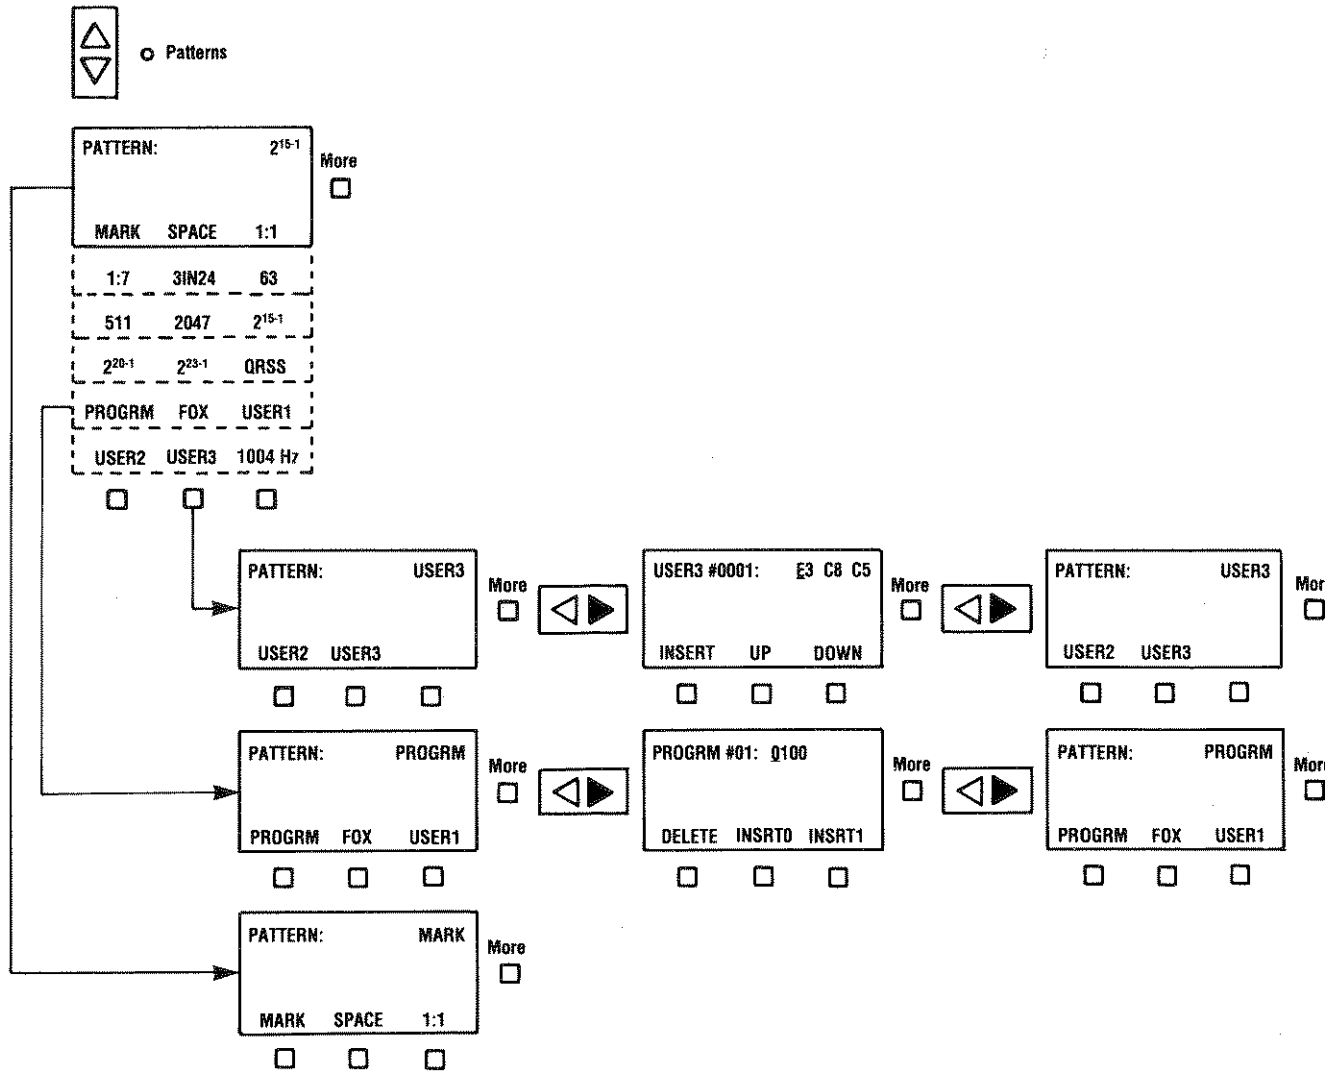 Patterns
PATTERN: 2^15-1
More
MARK SPACE 1:1
1:7 3IN24 63
511 2047 2^15-1
2^20-1 2^23-1 QRSS
PROGRM FOX USER1
USER2 USER3 1004 Hz
PATTERN: USER3
More
USER2 USER3
USER3 #0001: E3 C8 C5
More
INSERT UP DOWN
PATTERN: USER3
Mor
USER2 USER3
PATTERN: PROGRM
More
PROGRM FOX USER1
PROGRM #01: 0100
More
DELETE INSRT0 INSRT1
PATTERN: PROGRM
More
PROGRM FOX USER1
PATTERN: MARK
More
MARK SPACE 1:1